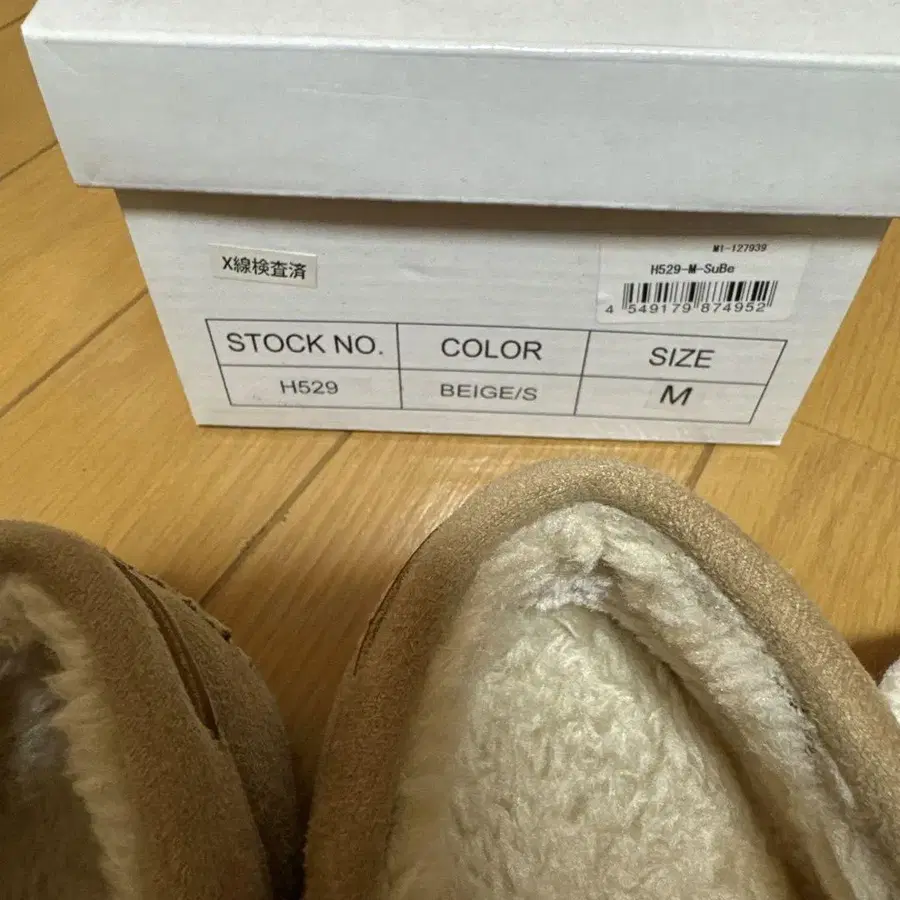 X線検査済
M1-127939
H529-M-SuBe
4 549179 874952
STOCK NO. COLOR SIZE
H529 BEIGE/S M